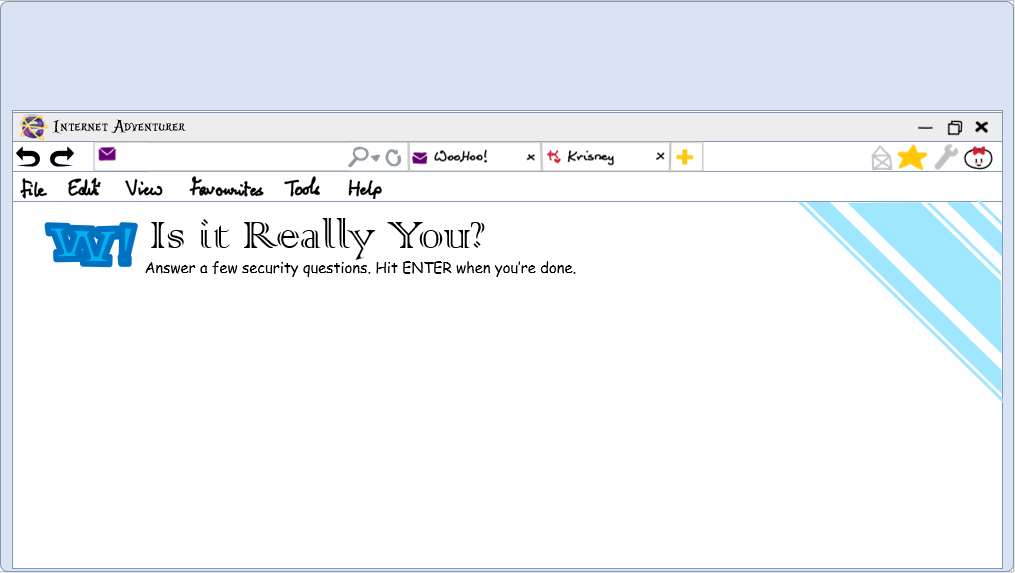 Internet Adventurer
WooHoo!
Krisney
File Edit View Favourites Tools Help
W! Is it Really You?
Answer a few security questions. Hit ENTER when you're done.